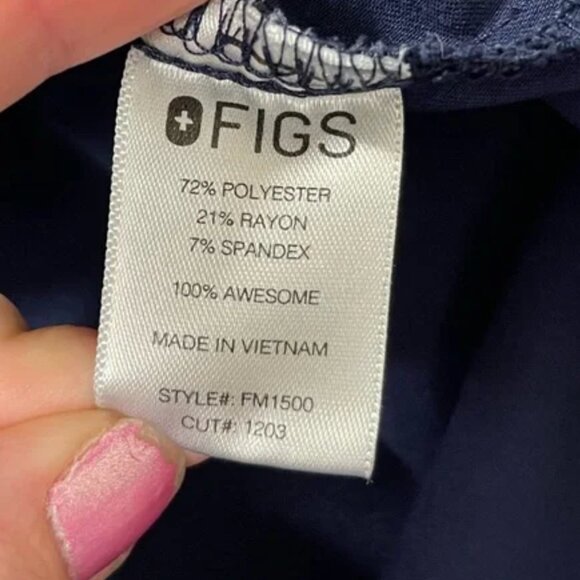 FIGS
72% POLYESTER
21% RAYON
7% SPANDEX
100% AWESOME
MADE IN VIETNAM
STYLE#: FM1500
CUT#: 1203